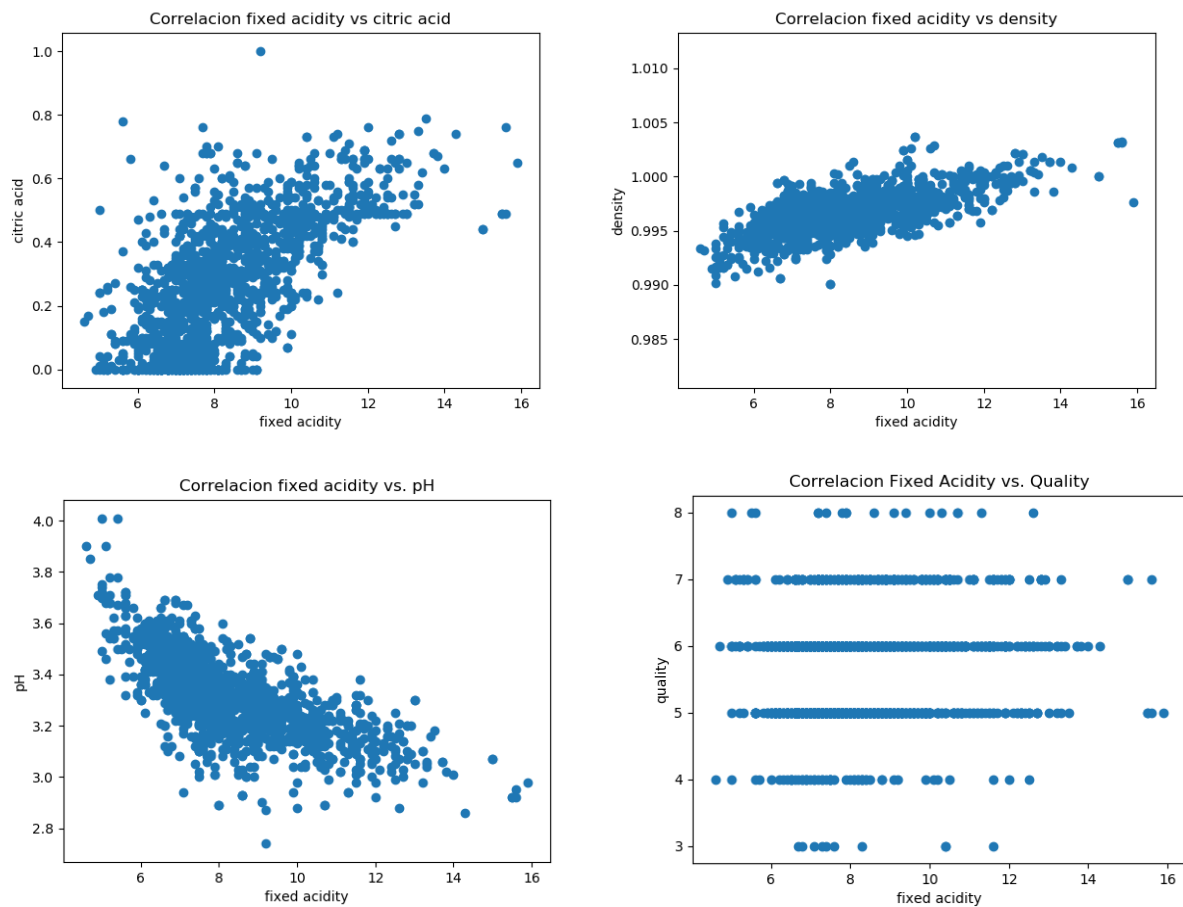 Correlacion fixed acidity vs citric acid
1.0
0.8
0.6
0.4
0.2
0.0
citric acid
6 8 10 12 14 16
fixed acidity
Correlacion fixed acidity vs density
1.010
1.005
1.000
0.995
0.990
0.985
density
6 8 10 12 14 16
fixed acidity
Correlacion fixed acidity vs. pH
4.0
3.8
3.6
3.4
3.2
3.0
2.8
pH
6 8 10 12 14 16
fixed acidity
Correlacion Fixed Acidity vs. Quality
8
7
6
5
4
3
quality
6 8 10 12 14 16
fixed acidity